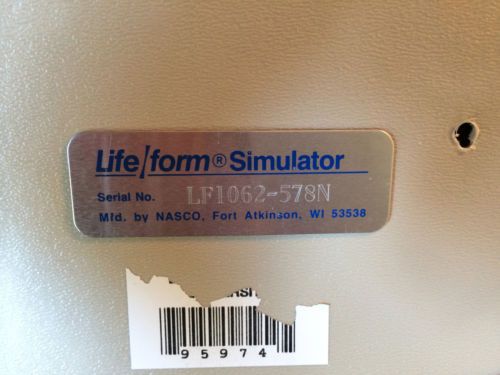 Life/form® Simulator
Serial No. LF1062-578N
Mfd. by NASCO, Fort Atkinson, WI 53538
95974